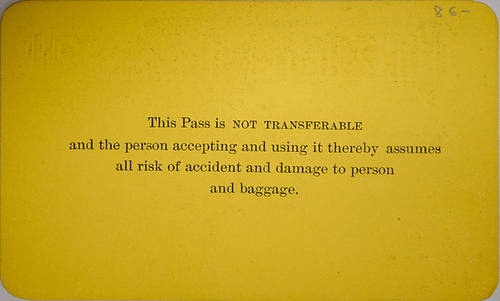 86-
This Pass is NOT TRANSFERABLE
and the person accepting and using it thereby assumes
all risk of accident and damage to person
and baggage.